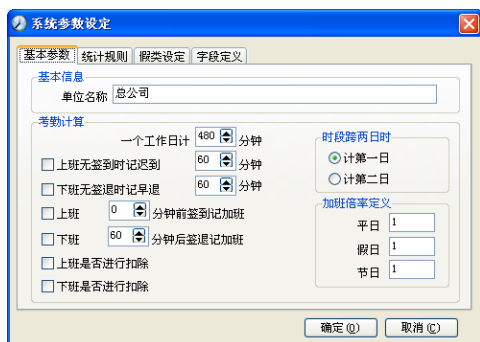 系统参数设定
基本参数 统计规则 假类设定 字段定义
基本信息
单位名称 总公司
考勤计算
一个工作日计 480 分钟
上班无签到时记迟到 60 分钟
下班无签退时记早退 60 分钟
上班 0 分钟前签到记加班
下班 60 分钟后签退记加班
上班是否进行扣除
下班是否进行扣除
时段跨两日时
计第一日
计第二日
加班倍率定义
平日 1
假日 1
节日 1
确定(O) 取消(C)